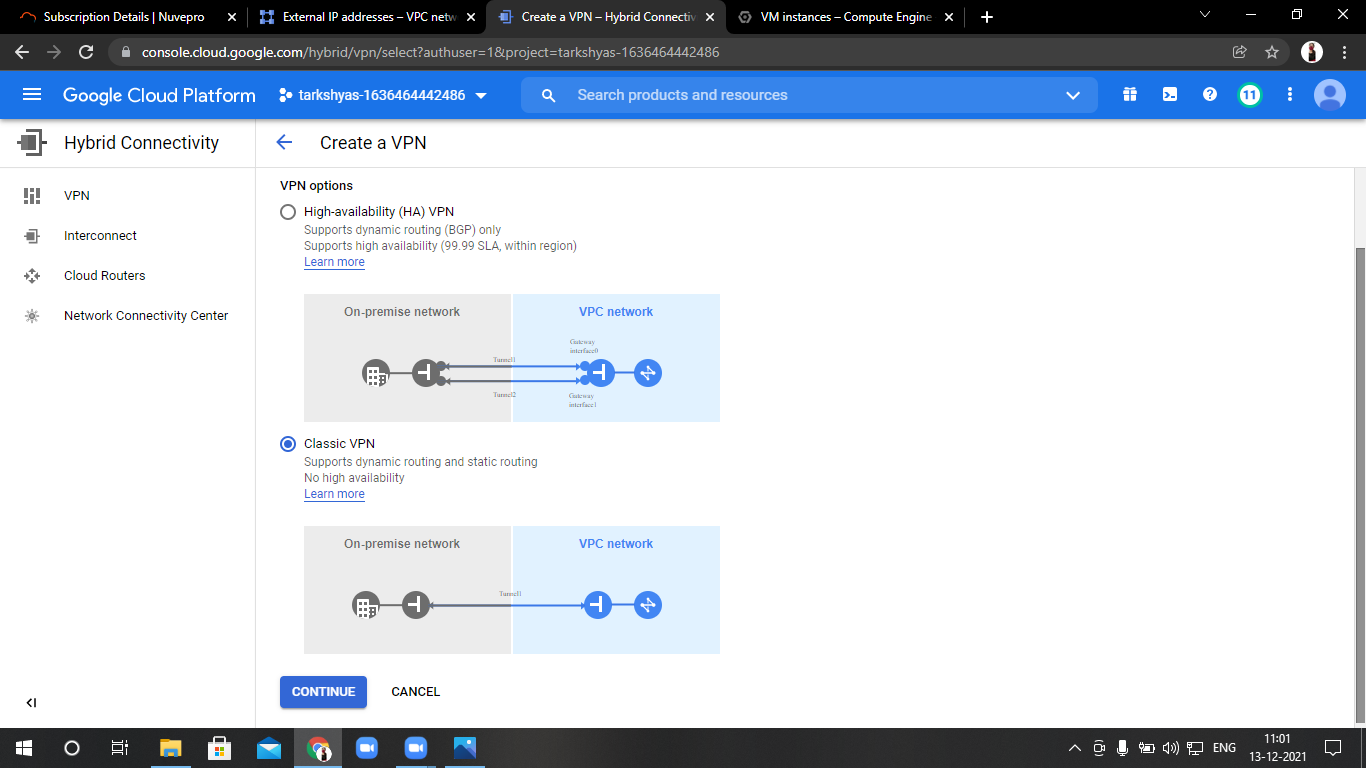 Subscription Details | Nuvepro
External IP addresses – VPC netw
Create a VPN – Hybrid Connectiv
VM instances – Compute Engine
console.cloud.google.com/hybrid/vpn/select?authuser=1&project=tarkshyas-1636464442486
Google Cloud Platform
tarkshyas-1636464442486
Search products and resources
11
Hybrid Connectivity
Create a VPN
VPN
Interconnect
Cloud Routers
Network Connectivity Center
VPN options
High-availability (HA) VPN
Supports dynamic routing (BGP) only
Supports high availability (99.99 SLA, within region)
Learn more
On-premise network
VPC network
Gateway
interface0
Tunnel1
Tunnel2
Gateway
interface1
Classic VPN
Supports dynamic routing and static routing
No high availability
Learn more
On-premise network
VPC network
Tunnel1
CONTINUE
CANCEL
ENG
11:01
13-12-2021